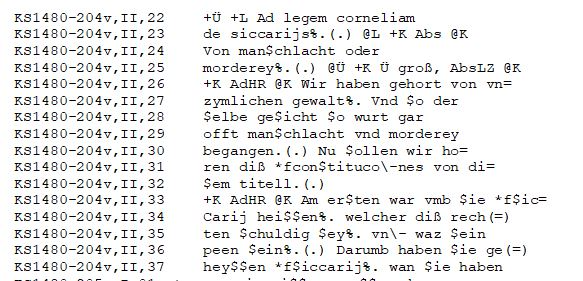 KS1480-204v,II,22 +Ü +L Ad legem corneliam
KS1480-204v,II,23 de siccarijs%.(.) @L +K Abs @K
KS1480-204v,II,24 Von man$chlacht oder
KS1480-204v,II,25 morderey%.(.) @Ü +K Ü groß, AbsLZ @K
KS1480-204v,II,26 +K AdHR @K Wir haben gehort von vn=
KS1480-204v,II,27 zymlichen gewalt%. Vnd $o der
KS1480-204v,II,28 $elbe ge$icht $o wurt gar
KS1480-204v,II,29 offt man$chlacht vnd morderey
KS1480-204v,II,30 begangen.(.) Nu $ollen wir ho=
KS1480-204v,II,31 ren diß *fcon$tituco\-nes von di=
KS1480-204v,II,32 $em titell.(.)
KS1480-204v,II,33 +K AdHR @K Am er$ten war vmb $ie *f$ic=
KS1480-204v,II,34 Carij hei$$en%. welcher diß rech(=)
KS1480-204v,II,35 ten $chuldig $ey%. vn\- waz $ein
KS1480-204v,II,36 peen $ein%.(.) Darumb haben $ie ge(=)
KS1480-204v,II,37 hey$$en *f$iccarij%. wan $ie haben